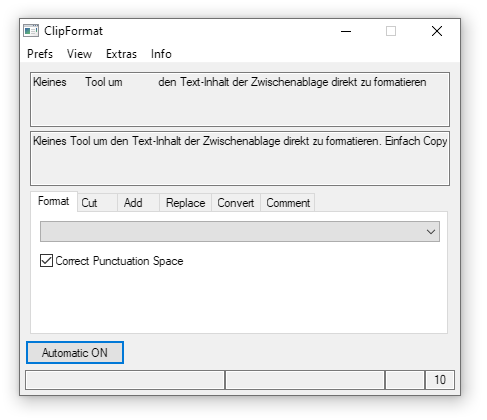 ClipFormat
Prefs View Extras Info
Kleines Tool um den Text-Inhalt der Zwischenablage direkt zu formatieren
Kleines Tool um den Text-Inhalt der Zwischenablage direkt zu formatieren. Einfach Copy
Format Cut Add Replace Convert Comment
Correct Punctuation Space
Automatic ON
10